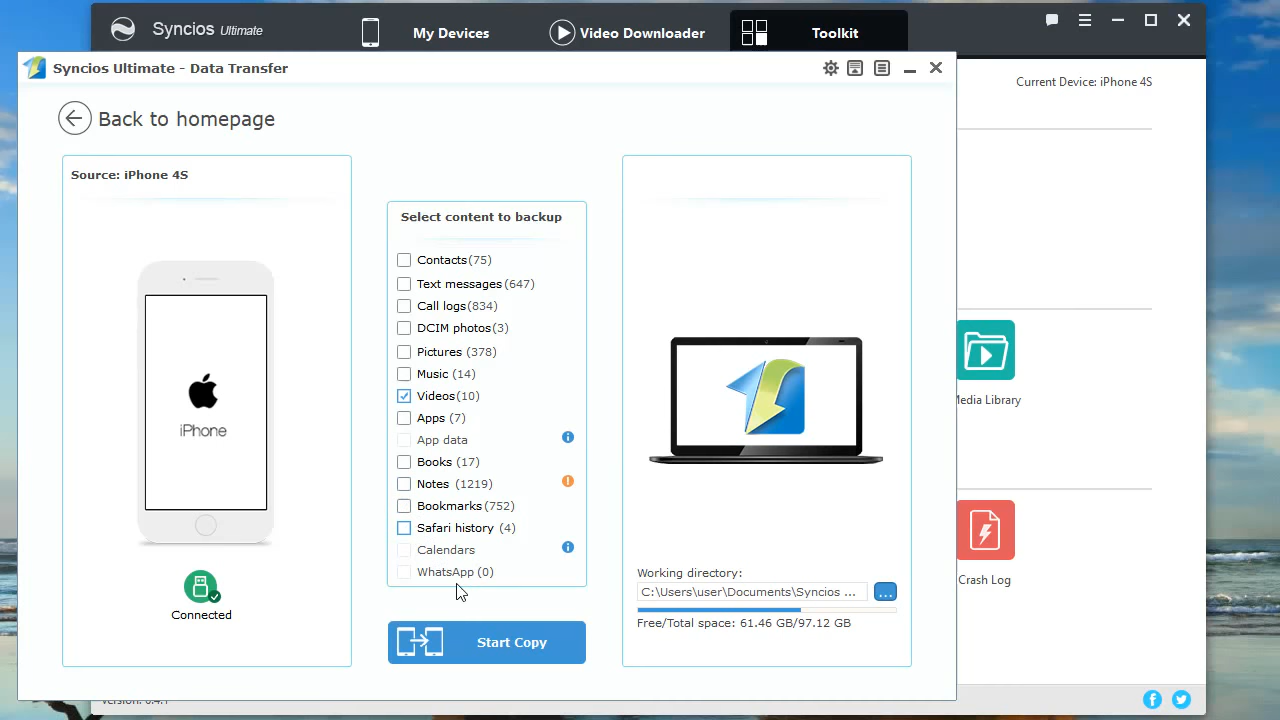 Syncios Ultimate
My Devices
Video Downloader
Toolkit
Syncios Ultimate - Data Transfer
Current Device: iPhone 4S
Back to homepage
Source: iPhone 4S
iPhone
Connected
Select content to backup
Contacts(75)
Text messages(647)
Call logs(834)
DCIM photos(3)
Pictures (378)
Music (14)
Videos(10)
Apps (7)
App data
Books (17)
Notes (1219)
Bookmarks(752)
Safari history (4)
Calendars
WhatsApp (0)
Start Copy
Working directory:
C:\Users\user\Documents\Syncios ...
...
Free/Total space: 61.46 GB/97.12 GB
Media Library
Crash Log